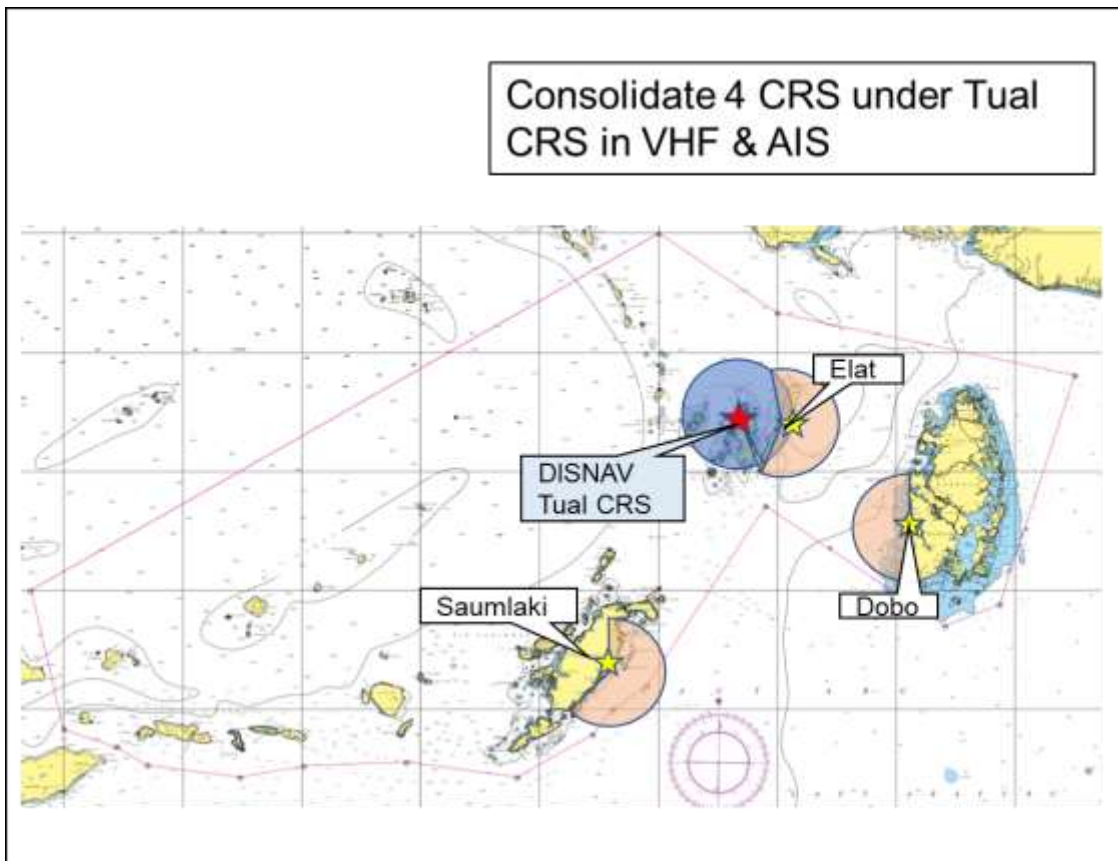 Consolidate 4 CRS under Tual
CRS in VHF & AIS
Elat
DISNAV
Tual CRS
Saumlaki
Dobo